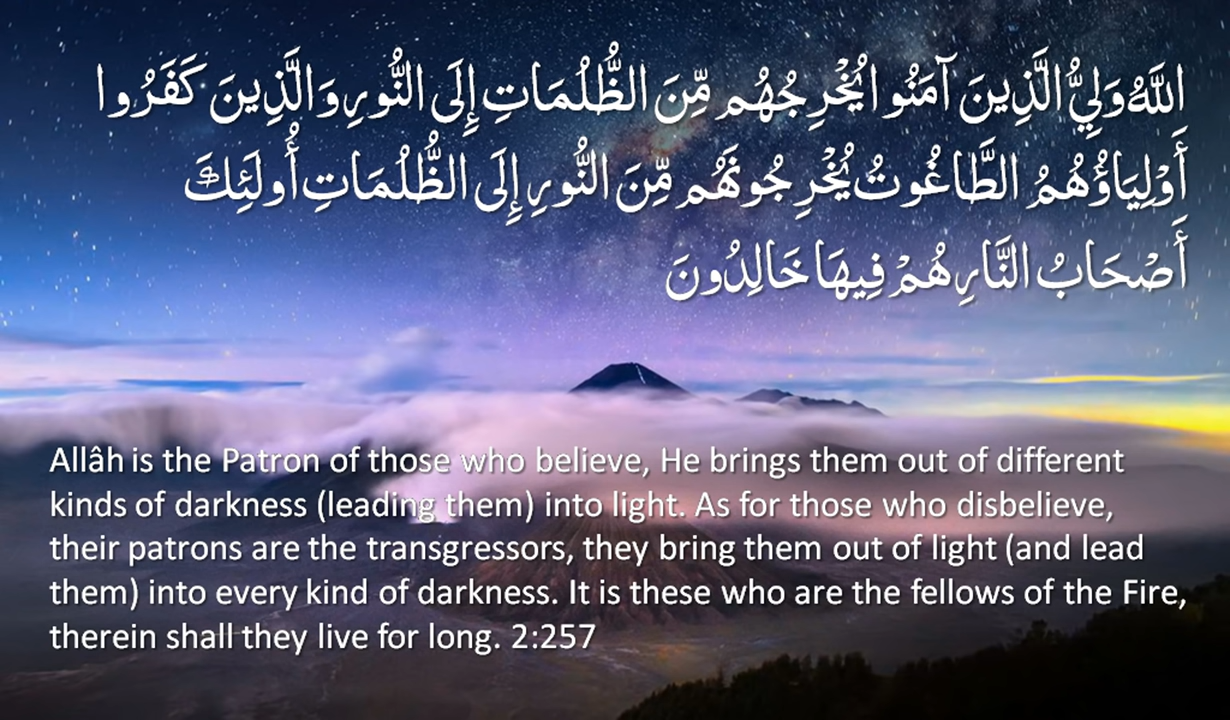 اللَّهُ وَلِيُّ الَّذِينَ آمَنُوا يُخْرِجُهُم مِّنَ الظُّلُمَاتِ إِلَى النُّورِ وَالَّذِينَ كَفَرُوا
أَوْلِيَاؤُهُمُ الطَّاغُوتُ يُخْرِجُونَهُم مِّنَ النُّورِ إِلَى الظُّلُمَاتِ أُولَئِكَ
أَصْحَابُ النَّارِ هُمْ فِيهَا خَالِدُونَ
Allâh is the Patron of those who believe, He brings them out of different
kinds of darkness (leading them) into light. As for those who disbelieve,
their patrons are the transgressors, they bring them out of light (and lead
them) into every kind of darkness. It is these who are the fellows of the Fire,
therein shall they live for long. 2:257